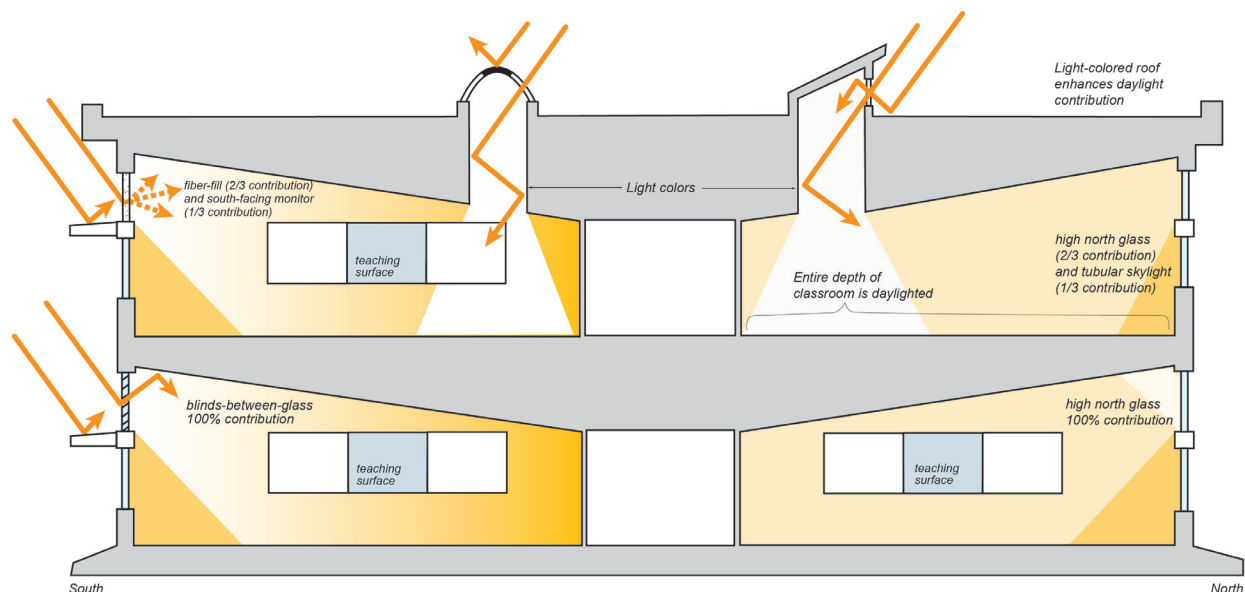 Light-colored roof
enhances daylight
contribution
fiber-fill (2/3 contribution)
and south-facing monitor
(1/3 contribution)
Light colors
teaching
surface
high north glass
(2/3 contribution)
and tubular skylight
(1/3 contribution)
Entire depth of
classroom is daylighted
blinds-between-glass
100% contribution
high north glass
100% contribution
teaching
surface
teaching
surface
South
North